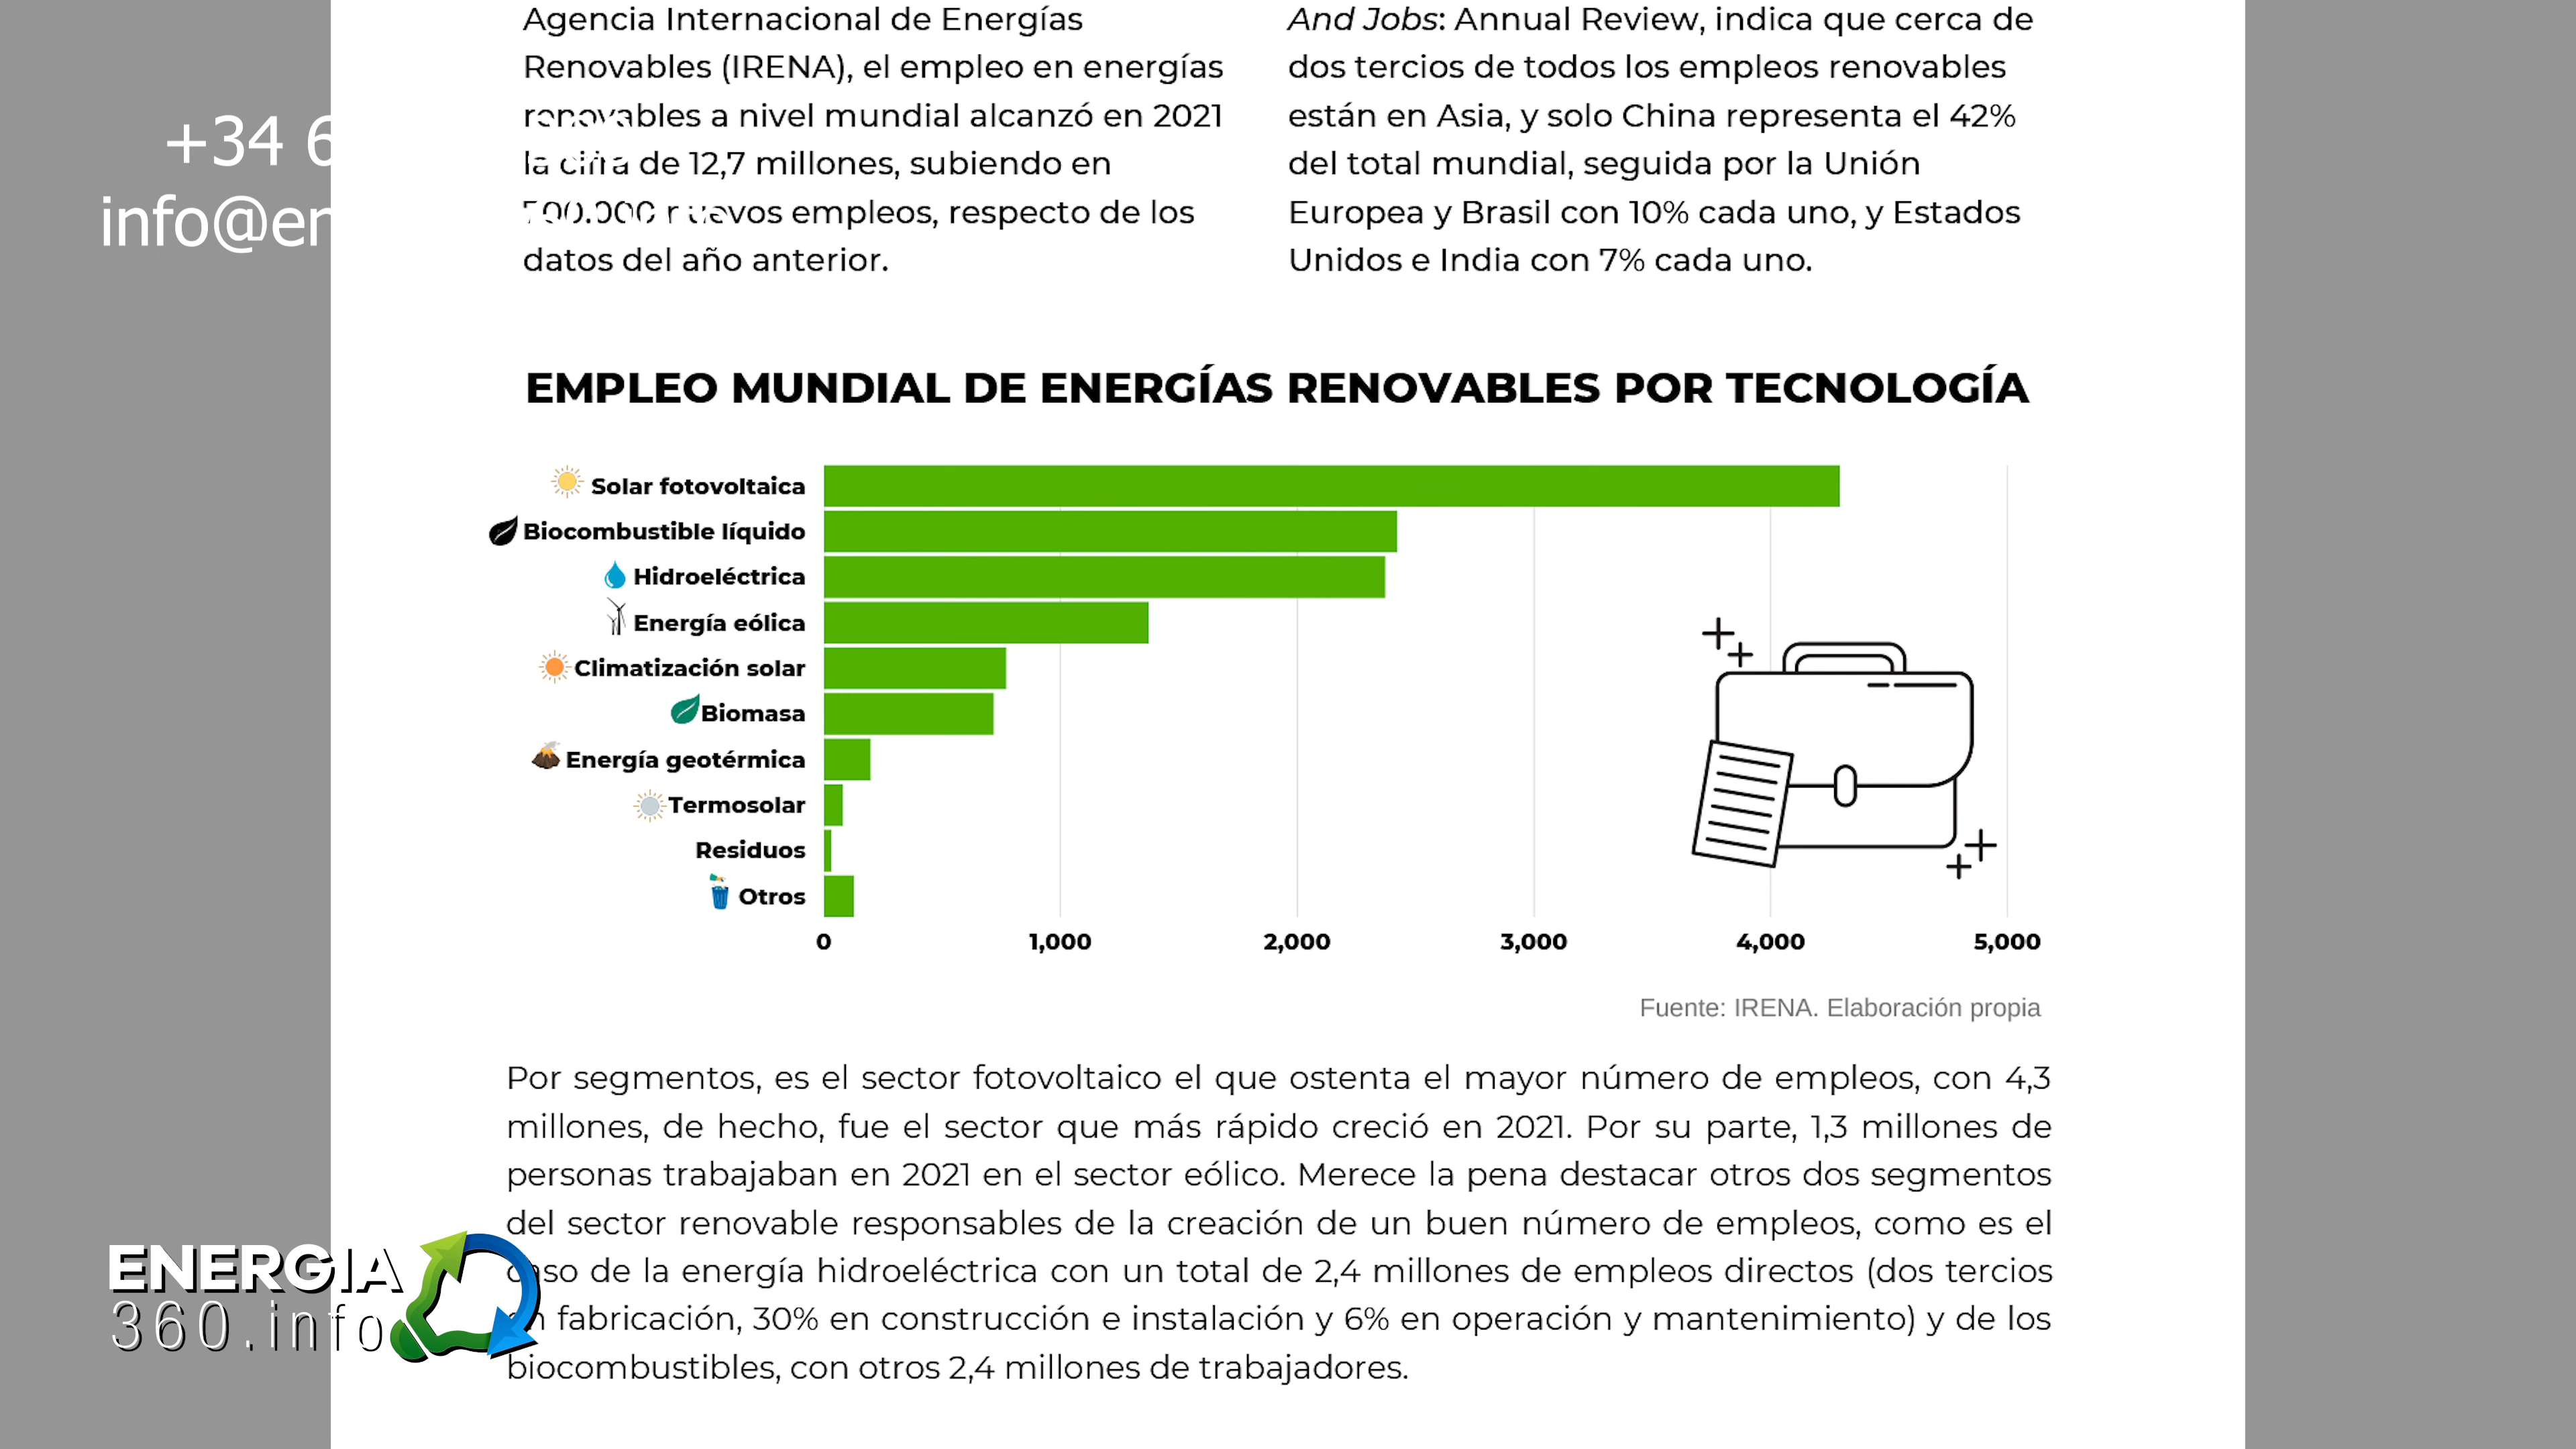 +34 6
info@en
Agencia Internacional de Energías
Renovables (IRENA), el empleo en energías
renovables a nivel mundial alcanzó en 2021
la cifra de 12,7 millones, subiendo en
700.000 nuevos empleos, respecto de los
datos del año anterior.
And Jobs: Annual Review, indica que cerca de
dos tercios de todos los empleos renovables
están en Asia, y solo China representa el 42%
del total mundial, seguida por la Unión
Europea y Brasil con 10% cada uno, y Estados
Unidos e India con 7% cada uno.
EMPLEO MUNDIAL DE ENERGÍAS RENOVABLES POR TECNOLOGÍA
Solar fotovoltaica
Biocombustible líquido
Hidroeléctrica
Energía eólica
Climatización solar
Biomasa
Energía geotérmica
Termosolar
Residuos
Otros
0 1,000 2,000 3,000 4,000 5,000
Fuente: IRENA. Elaboración propia
Por segmentos, es el sector fotovoltaico el que ostenta el mayor número de empleos, con 4,3
millones, de hecho, fue el sector que más rápido creció en 2021. Por su parte, 1,3 millones de
personas trabajaban en 2021 en el sector eólico. Merece la pena destacar otros dos segmentos
del sector renovable responsables de la creación de un buen número de empleos, como es el
caso de la energía hidroeléctrica con un total de 2,4 millones de empleos directos (dos tercios
en fabricación, 30% en construcción e instalación y 6% en operación y mantenimiento) y de los
biocombustibles, con otros 2,4 millones de trabajadores.
ENERGIA
360.info